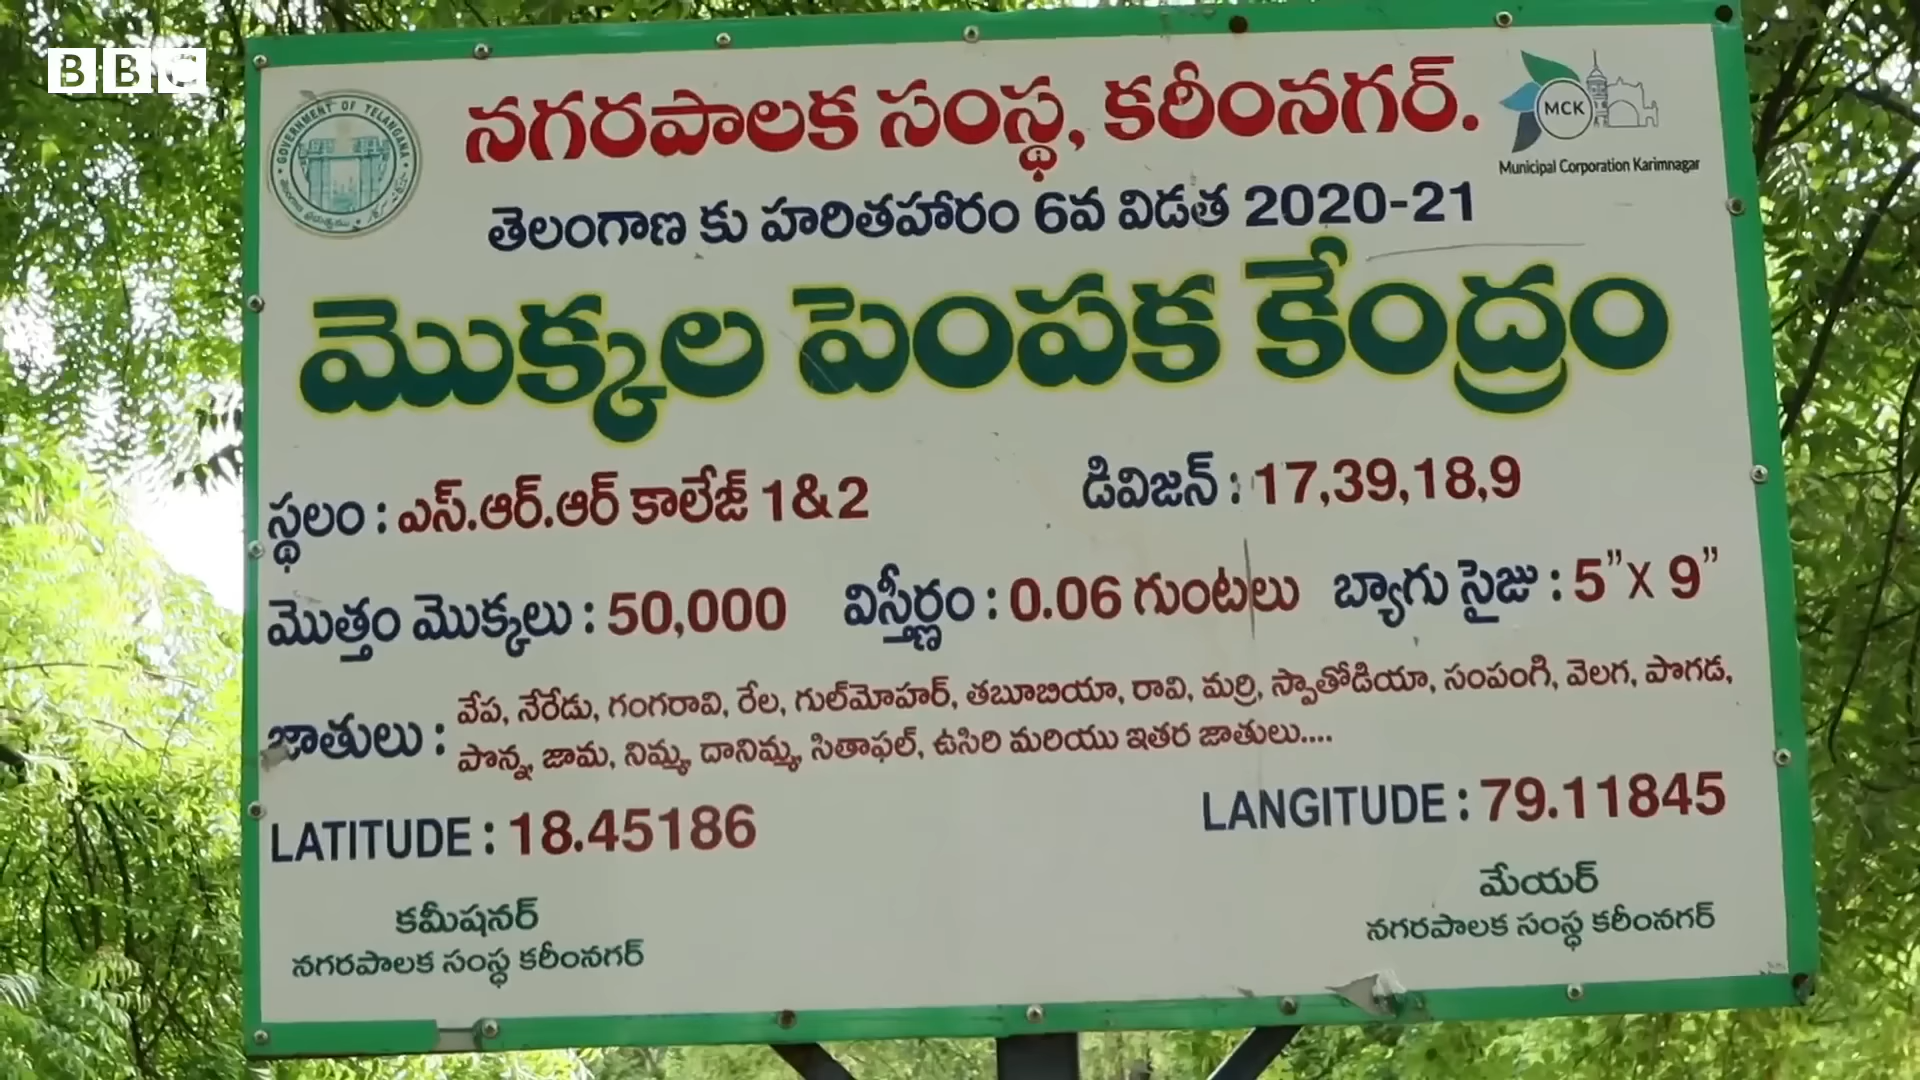 BBC
GOVERNMENT OF TELANGANA
నగరపాలక సంస్థ, కరీంనగర్.
MCK
Municipal Corporation Karimnagar
తెలంగాణ కు హరితహారం 6వ విడత 2020-21
మొక్కల పెంపక కేంద్రం
స్థలం : ఎస్.ఆర్.ఆర్ కాలేజ్ 1&2 డివిజన్ : 17,39,18,9
మొత్తం మొక్కలు : 50,000 విస్తీర్ణం : 0.06 గుంటలు బ్యాగు సైజు : 5”X 9”
జాతులు : వేప, నేరేడు, గంగరావి, రేల, గుల్‌మోహర్, తబూబియా, రావి, మర్రి, స్పాతోడియా, సంపంగి, వెలగ, పొగడ,
పొన్న, జామ, నిమ్మ, దానిమ్మ, సితాఫల్, ఉసిరి మరియు ఇతర జాతులు....
LATITUDE : 18.45186 LANGITUDE : 79.11845
కమీషనర్
నగరపాలక సంస్థ కరీంనగర్
మేయర్
నగరపాలక సంస్థ కరీంనగర్